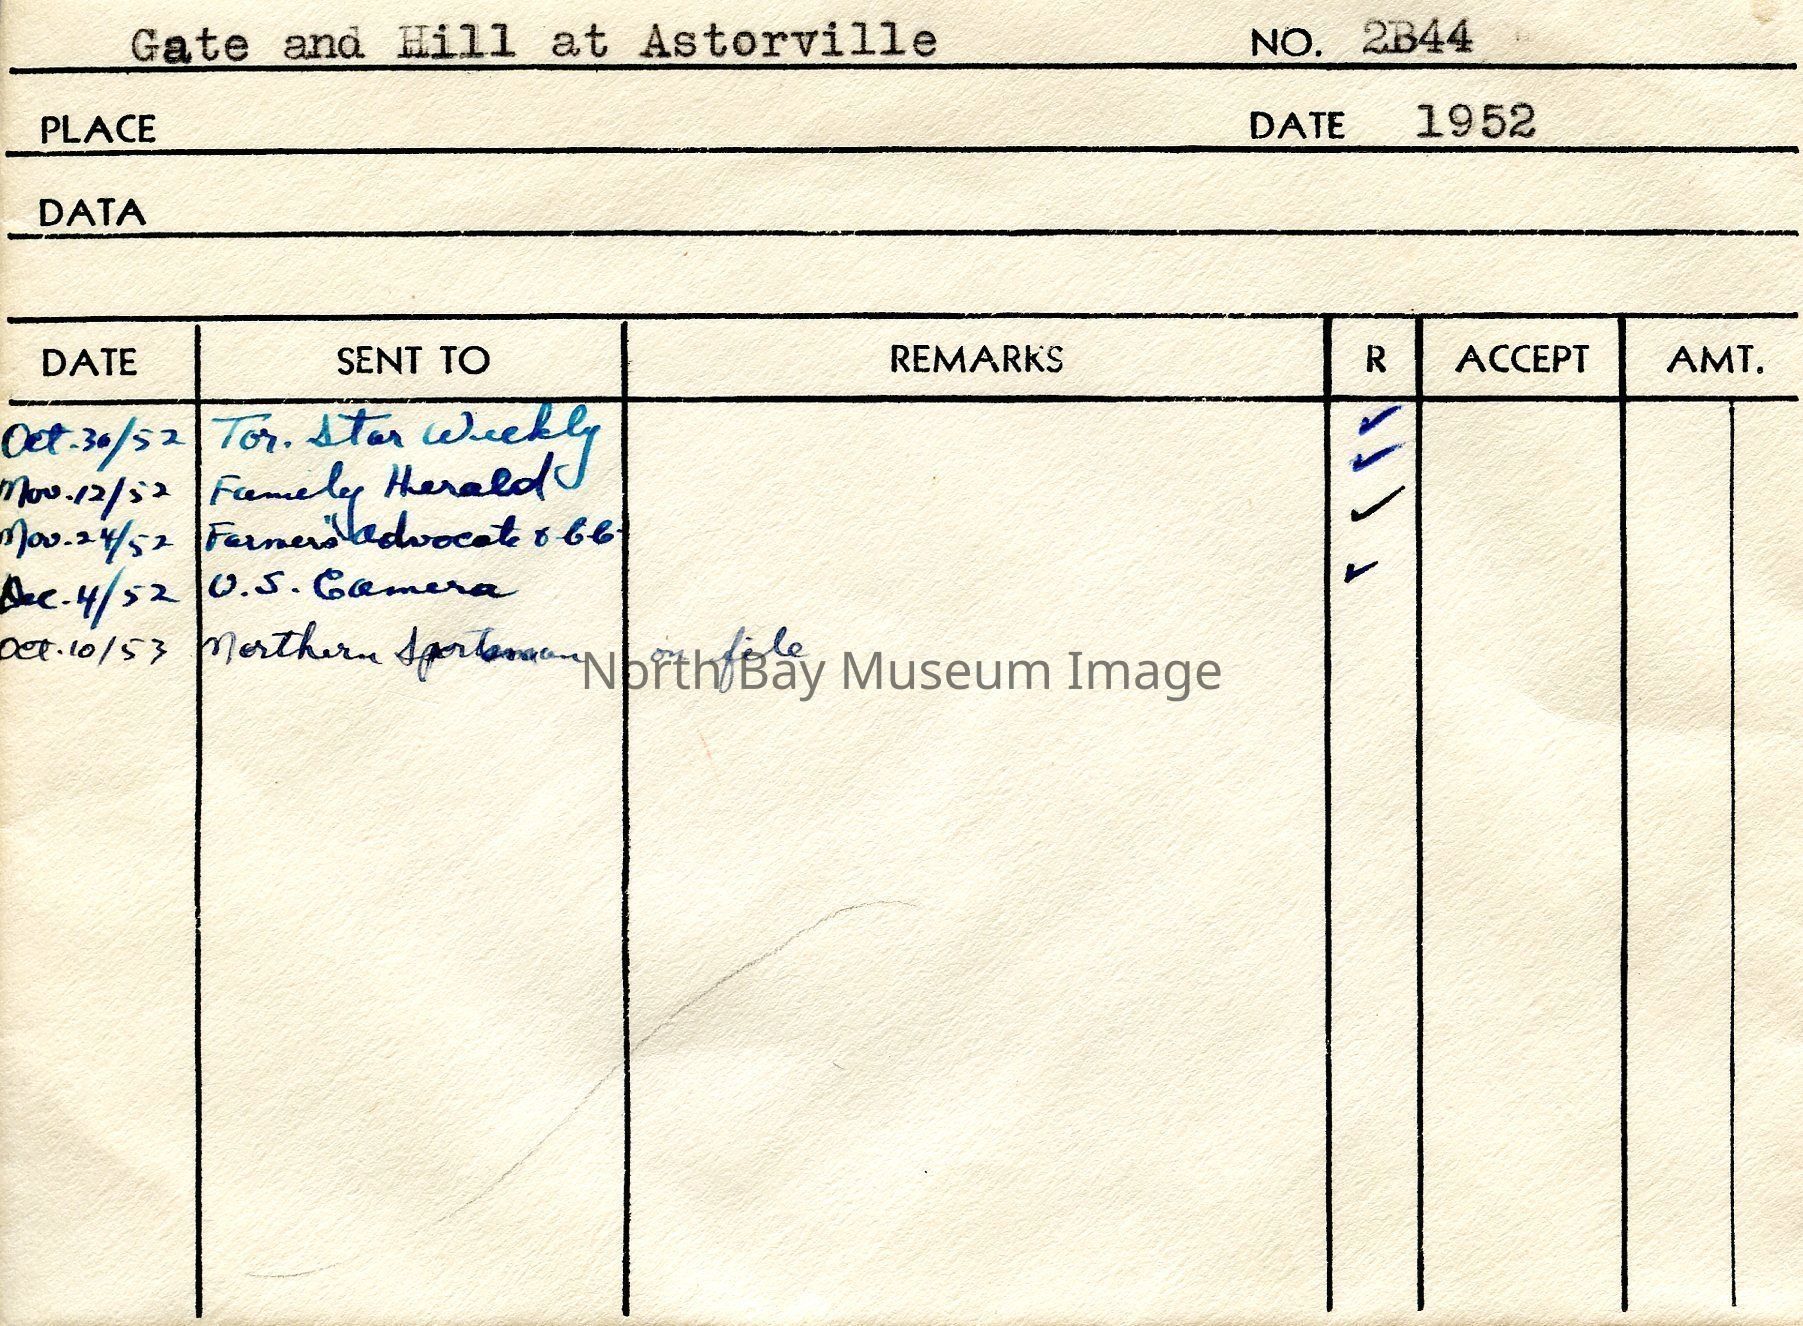 Gate and Hill at Astorville NO. 2B44
PLACE DATE 1952
DATA
DATE SENT TO REMARKS R ACCEPT AMT.
Oct. 30/52 Tor. Star Weekly ✓
Nov. 12/52 Family Herald ✓
Nov. 24/52 Farmers' Advocate & ✓
Dec. 4/52 U.S. Camera ✓
Oct. 10/53 Northern Sportsman on file
North Bay Museum Image